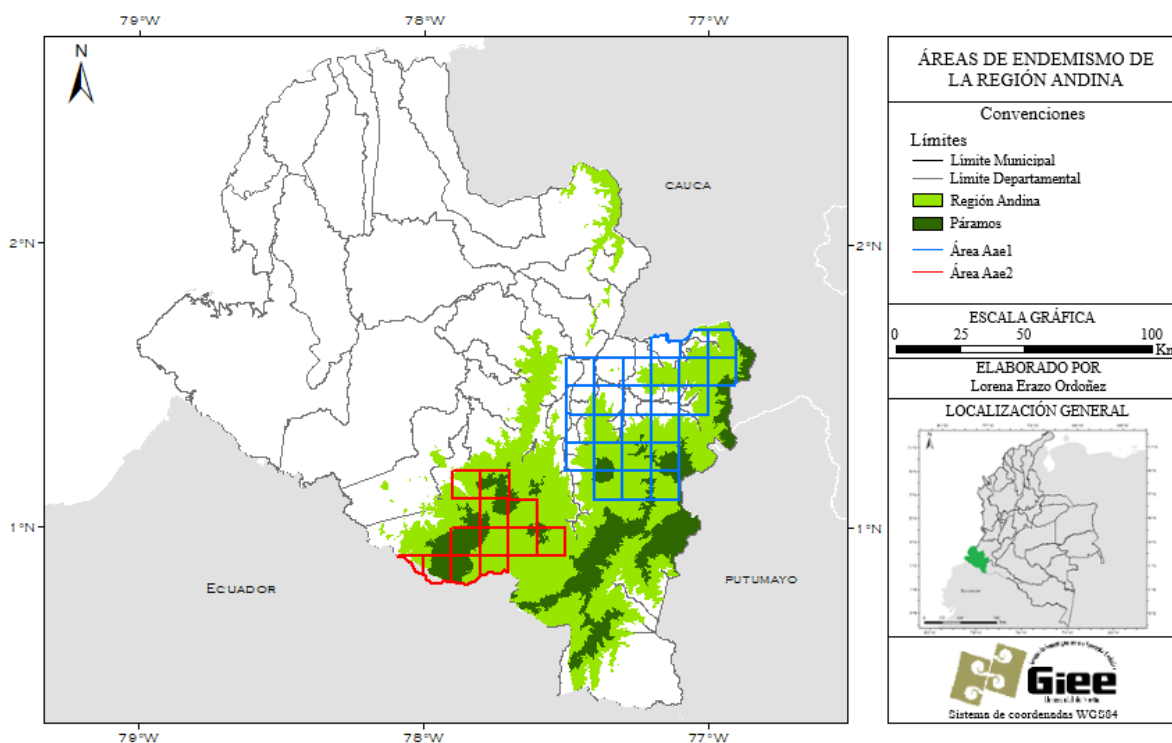 79°W
78°W
77°W
N
CAUCA
2°N
2°N
1°N
1°N
ECUADOR
PUTUMAYO
79°W
78°W
77°W
ÁREAS DE ENDEMISMO DE
LA REGIÓN ANDINA
Convenciones
Límites
Límite Municipal
Límite Departamental
Región Andina
Páramos
Área Aae1
Área Aae2
ESCALA GRÁFICA
0 25 50 100
Km
ELABORADO POR
Lorena Erazo Ordoñez
LOCALIZACIÓN GENERAL
Giee
Sistema de coordenadas WGS84